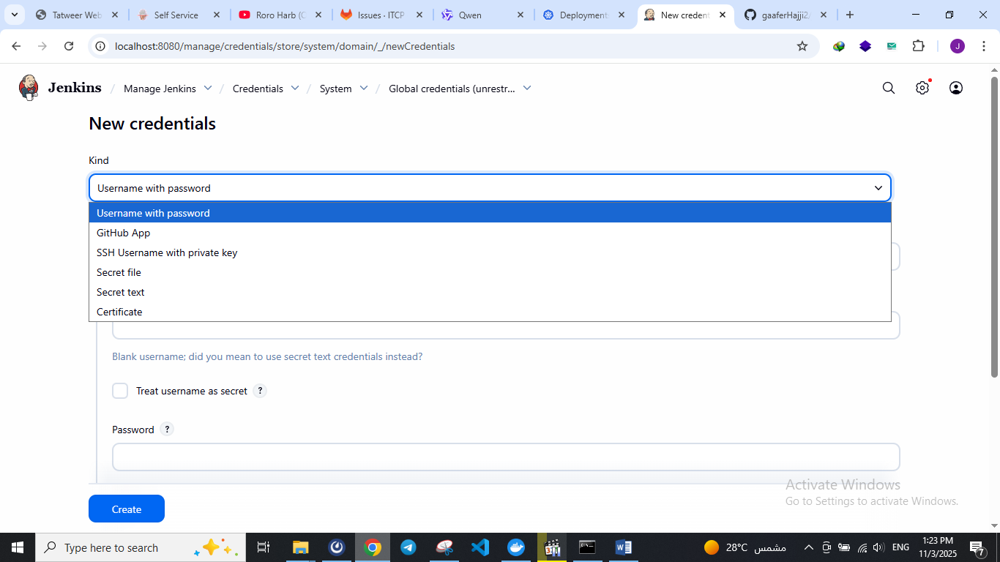 Tatweer Web
Self Service
Roro Harb (
Issues · ITCP
Qwen
Deployment
New credent
gaaferHajji2/
localhost:8080/manage/credentials/store/system/domain/_/newCredentials
J
Jenkins / Manage Jenkins / Credentials / System / Global credentials (unrestr...
New credentials
Kind
Username with password
Username with password
GitHub App
SSH Username with private key
Secret file
Secret text
Certificate
Blank username; did you mean to use secret text credentials instead?
Treat username as secret ?
Password ?
Activate Windows
Go to Settings to activate Windows.
Create
Type here to search
28°C مشمس
ENG
1:23 PM
11/3/2025
7